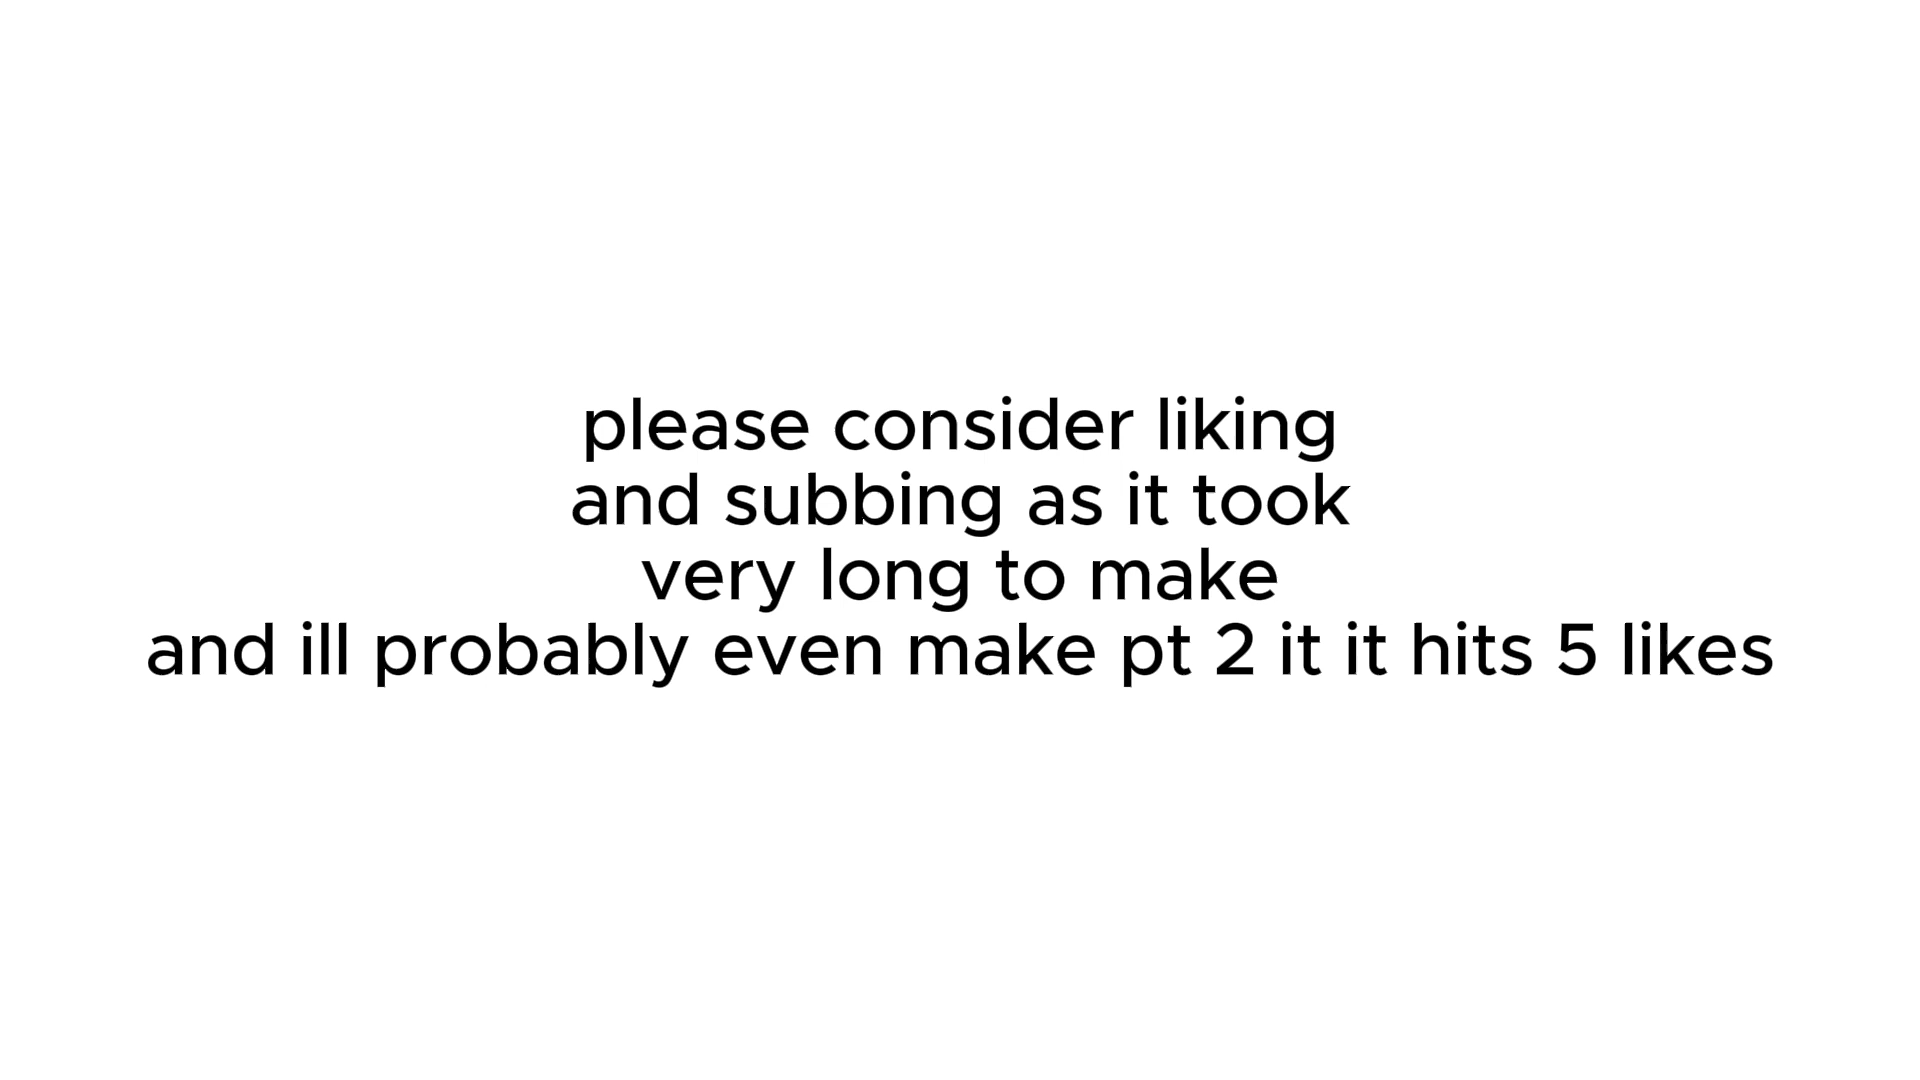 please consider liking
and subbing as it took
very long to make
and ill probably even make pt 2 it it hits 5 likes